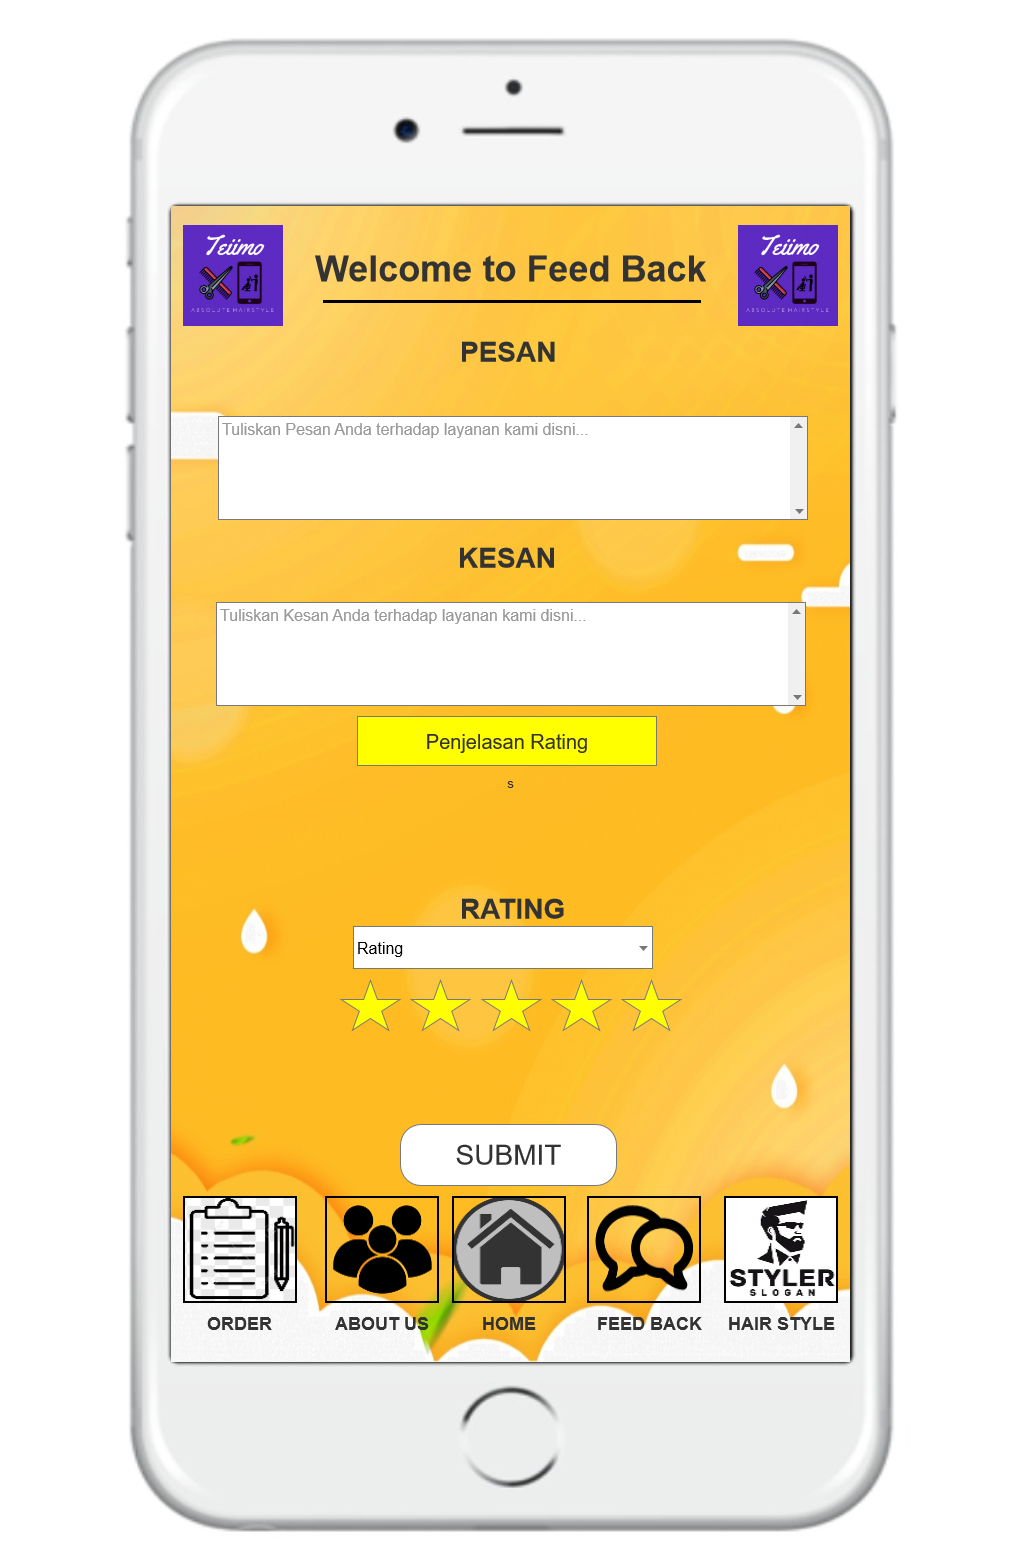 Teiimo
ABSOLUTE HAIRSTYLE
Welcome to Feed Back
Teiimo
ABSOLUTE HAIRSTYLE
PESAN
Tuliskan Pesan Anda terhadap layanan kami disni...
KESAN
Tuliskan Kesan Anda terhadap layanan kami disni...
Penjelasan Rating
s
RATING
Rating
SUBMIT
STYLER
SLOGAN
ORDER
ABOUT US
HOME
FEED BACK
HAIR STYLE